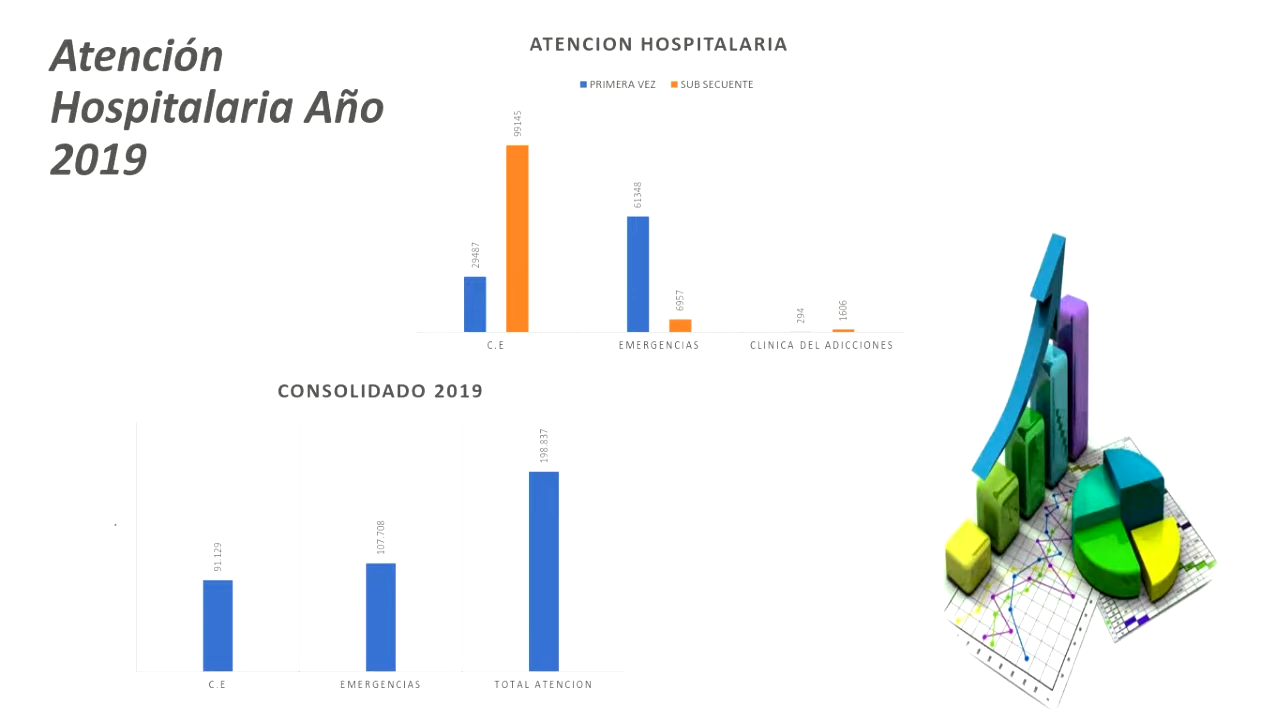 Atención
Hospitalaria Año
2019
ATENCION HOSPITALARIA
PRIMERA VEZ SUB SECUENTE
29487
99145
61348
6957
294
1606
C.E EMERGENCIAS CLINICA DEL ADICCIONES
CONSOLIDADO 2019
91.129
107.708
198.837
C.E EMERGENCIAS TOTAL ATENCION